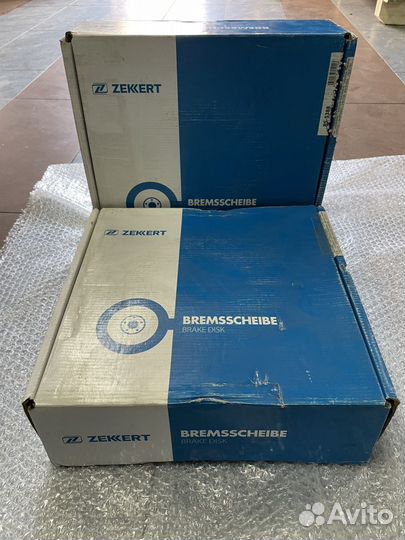 ZEKKERT
BREMSSCHEIBE
ZEKKERT
BREMSSCHEIBE
BRAKE DISK
ZEKKERT
BREMSSCHEIBE
BRAKE DISK
Avito